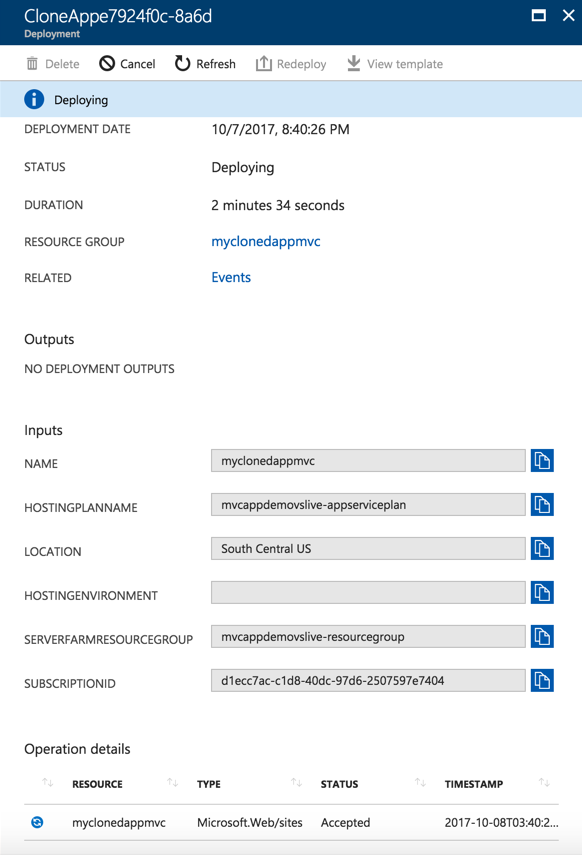 CloneAppe7924f0c-8a6d
Deployment
Delete Cancel Refresh Redeploy View template
Deploying
DEPLOYMENT DATE 10/7/2017, 8:40:26 PM
STATUS Deploying
DURATION 2 minutes 34 seconds
RESOURCE GROUP myclonedappmvc
RELATED Events
Outputs
NO DEPLOYMENT OUTPUTS
Inputs
NAME myclonedappmvc
HOSTINGPLANNAME mvcappdemovslive-appserviceplan
LOCATION South Central US
HOSTINGENVIRONMENT
SERVERFARMRESOURCEGROUP mvcappdemovslive-resourcegroup
SUBSCRIPTIONID d1ecc7ac-c1d8-40dc-97d6-2507597e7404
Operation details
RESOURCE TYPE STATUS TIMESTAMP
myclonedappmvc Microsoft.Web/sites Accepted 2017-10-08T03:40:2...